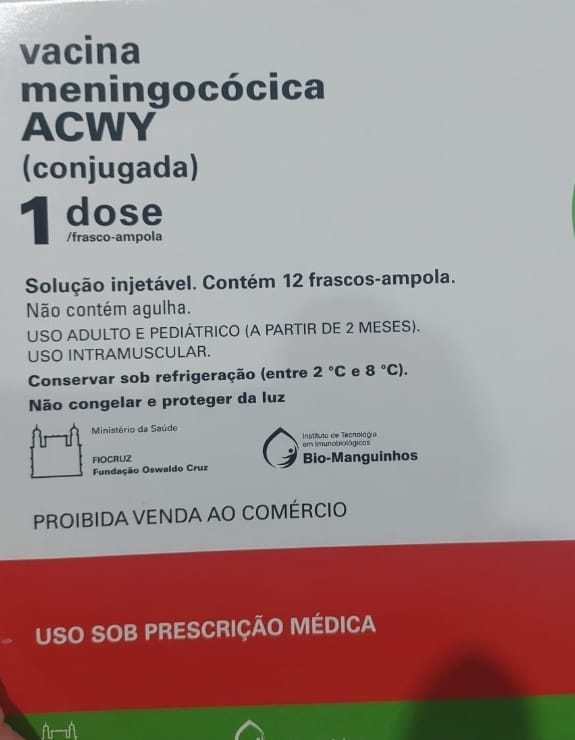 vacina
meningocócica
ACWY
(conjugada)
1 dose
/frasco-ampola
Solução injetável. Contém 12 frascos-ampola.
Não contém agulha.
USO ADULTO E PEDIÁTRICO (A PARTIR DE 2 MESES).
USO INTRAMUSCULAR.
Conservar sob refrigeração (entre 2 °C e 8 °C).
Não congelar e proteger da luz
Ministério da Saúde
FIOCRUZ
Fundação Oswaldo Cruz
Instituto de Tecnologia
em Imunobiológicos
Bio-Manguinhos
PROIBIDA VENDA AO COMÉRCIO
USO SOB PRESCRIÇÃO MÉDICA